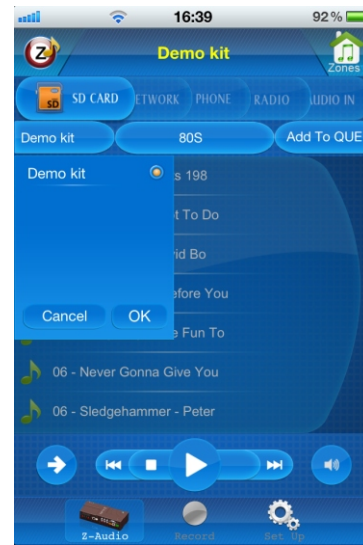 16:39
92%
Z
Demo kit
Zones
SD
SD CARD
ETWORK
PHONE
RADIO
UDIO IN
Demo kit
80S
Add To QUE
Demo kit
s 198
t To Do
vid Bo
efore You
e Fun To
Cancel
OK
06 - Never Gonna Give You
06 - Sledgehammer - Peter
Z-Audio
Record
Set Up